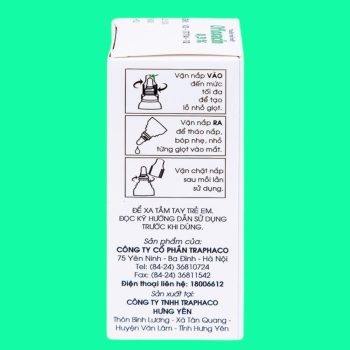 0,3 %
Vặn nắp VÀO
đến mức
tối đa
để tạo
lỗ nhỏ giọt.
Vặn nắp RA
để tháo nắp,
bóp nhẹ, nhỏ
từng giọt vào mắt.
Vặn chặt nắp
sau mỗi lần
sử dụng.
ĐỂ XA TẦM TAY TRẺ EM.
ĐỌC KỸ HƯỚNG DẪN SỬ DỤNG
TRƯỚC KHI DÙNG.
Sản phẩm của:
CÔNG TY CỔ PHẦN TRAPHACO
75 Yên Ninh - Ba Đình - Hà Nội
Tel: (84-24) 36810724
Fax: (84-24) 36811542
Điện thoại liên hệ: 18006612
Sản xuất tại:
CÔNG TY TNHH TRAPHACO
HƯNG YÊN
Thôn Bình Lương - Xã Tân Quang -
Huyện Văn Lâm - Tỉnh Hưng Yên